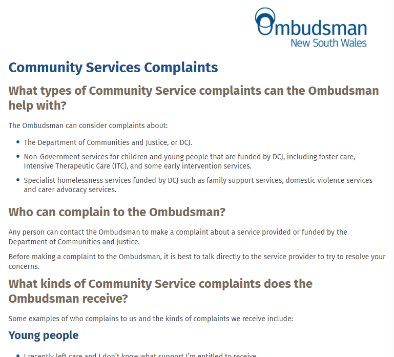 Ombudsman
New South Wales
Community Services Complaints
What types of Community Service complaints can the Ombudsman
help with?
The Ombudsman can consider complaints about:
• The Department of Communities and Justice, or DCJ.
• Non-Government services for children and young people that are funded by DCJ, including foster care,
Intensive Therapeutic Care (ITC), and some early intervention services.
• Specialist homelessness services funded by DCJ such as family support services, domestic violence services
and carer advocacy services.
Who can complain to the Ombudsman?
Any person can contact the Ombudsman to make a complaint about a service provided or funded by the
Department of Communities and Justice.
Before making a complaint to the Ombudsman, it is best to talk directly to the service provider to try to resolve your
concerns.
What kinds of Community Service complaints does the
Ombudsman receive?
Some examples of who complains to us and the kinds of complaints we receive include:
Young people
• I recently left care and I don't know what support I'm entitled to receive